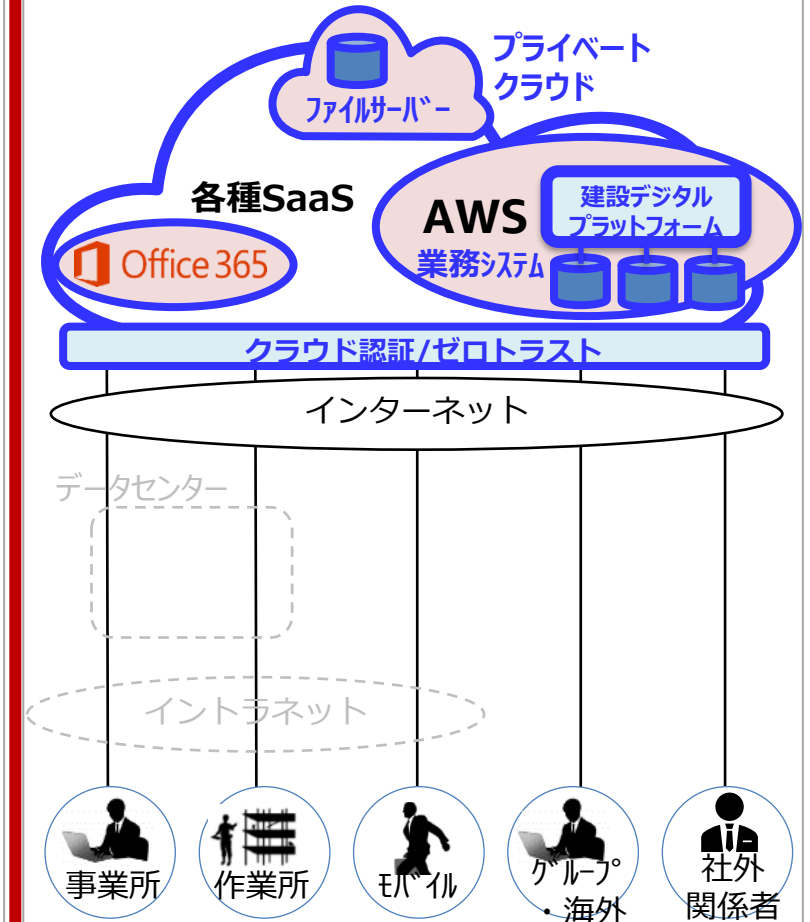 プライベート
クラウド
ファイルサーバー
各種SaaS
Office 365
AWS
業務システム
建設デジタル
プラットフォーム
クラウド認証/ゼロトラスト
インターネット
データセンター
イントラネット
事業所
作業所
モバイル
グループ
・海外
社外
関係者